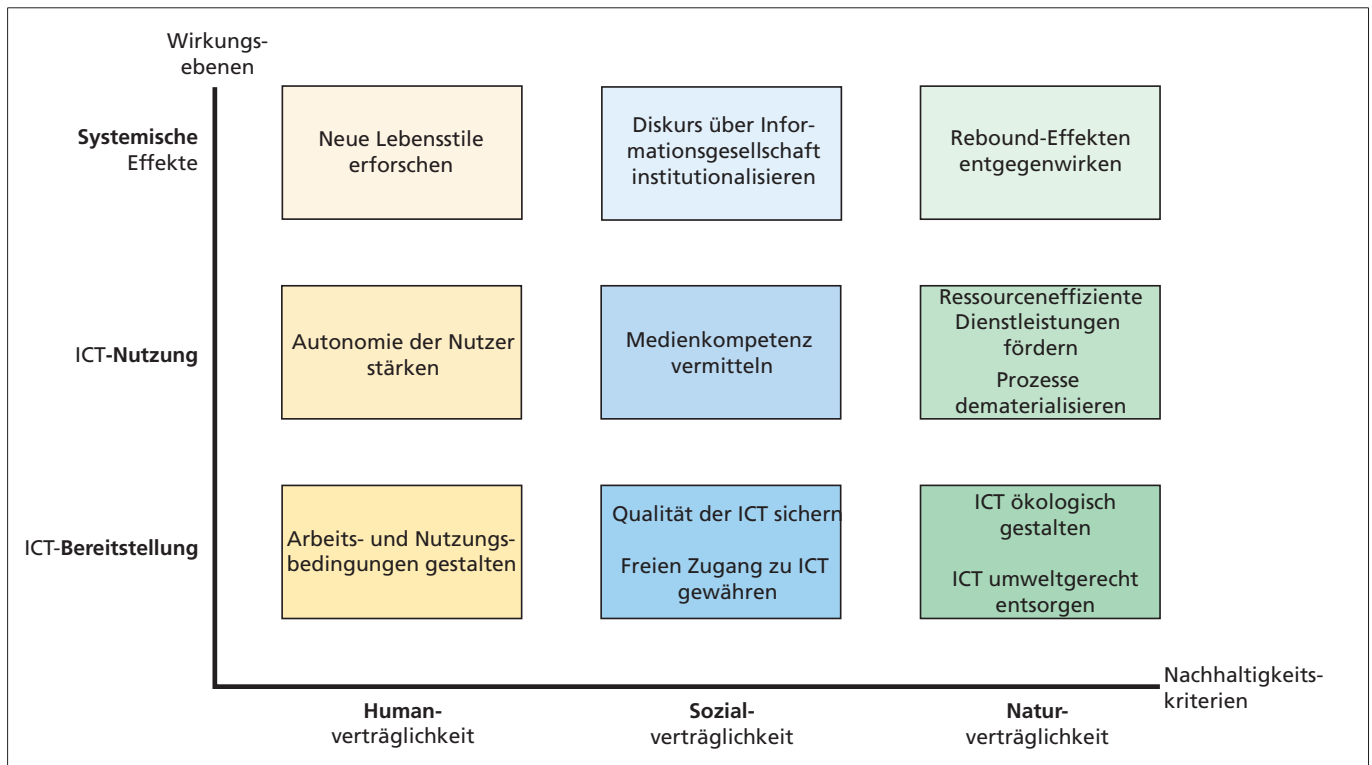 Wirkungs-
ebenen
Systemische
Effekte
Neue Lebensstile
erforschen
Diskurs über Infor-
mationsgesellschaft
institutionalisieren
Rebound-Effekten
entgegenwirken
ICT-Nutzung
Autonomie der Nutzer
stärken
Medienkompetenz
vermitteln
Ressourceneffiziente
Dienstleistungen
fördern
Prozesse
dematerialisieren
ICT-Bereitstellung
Arbeits- und Nutzungs-
bedingungen gestalten
Qualität der ICT sichern
Freien Zugang zu ICT
gewähren
ICT ökologisch
gestalten
ICT umweltgerecht
entsorgen
Nachhaltigkeits-
kriterien
Human-
verträglichkeit
Sozial-
verträglichkeit
Natur-
verträglichkeit